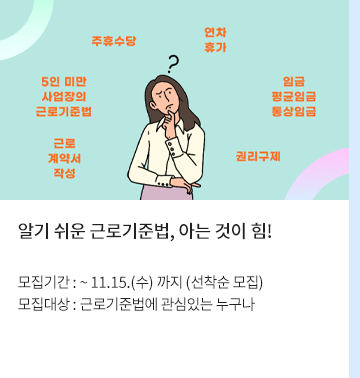 주휴수당
연차
휴가
?
5인 미만
사업장의
근로기준법
임금
평균임금
통상임금
근로
계약서
작성
권리구제
알기 쉬운 근로기준법, 아는 것이 힘!
모집기간 : ~ 11.15.(수) 까지 (선착순 모집)
모집대상 : 근로기준법에 관심있는 누구나